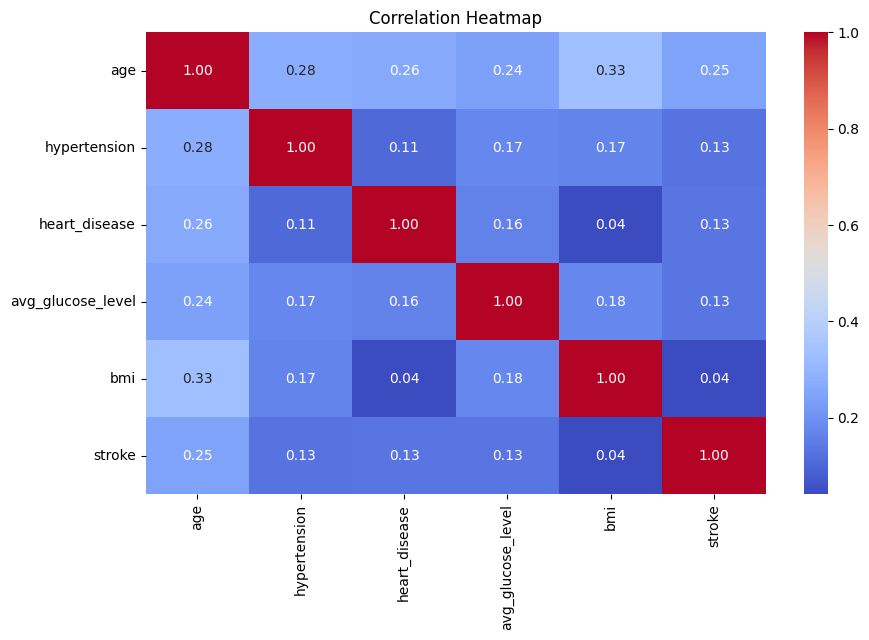 Correlation Heatmap
age 1.00 0.28 0.26 0.24 0.33 0.25
hypertension 0.28 1.00 0.11 0.17 0.17 0.13
heart_disease 0.26 0.11 1.00 0.16 0.04 0.13
avg_glucose_level 0.24 0.17 0.16 1.00 0.18 0.13
bmi 0.33 0.17 0.04 0.18 1.00 0.04
stroke 0.25 0.13 0.13 0.13 0.04 1.00
age
hypertension
heart_disease
avg_glucose_level
bmi
stroke
1.0
0.8
0.6
0.4
0.2